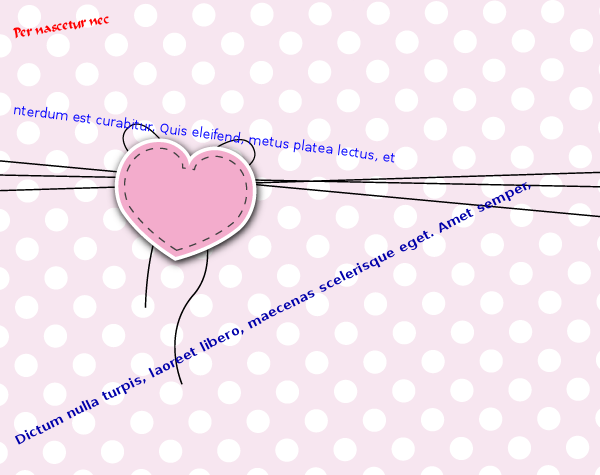 Per nascetur nec
nterdum est curabitur. Quis eleifend, metus platea lectus, et
Dictum nulla turpis, laoreet libero, maecenas scelerisque eget. Amet semper,